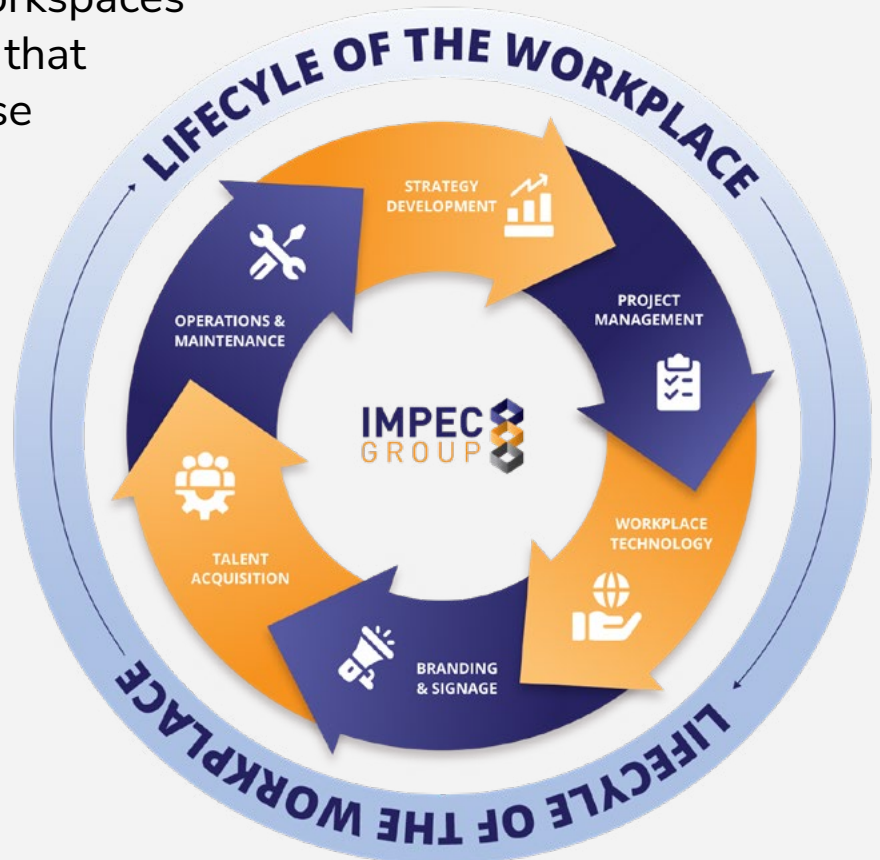 orkspaces
that
se
LIFECYLE OF THE WORKPLACE
STRATEGY
DEVELOPMENT
PROJECT
MANAGEMENT
WORKPLACE
TECHNOLOGY
BRANDING
& SIGNAGE
TALENT
ACQUISITION
OPERATIONS &
MAINTENANCE
IMPEC
GROUP
LIFECYLE OF THE WORKPLACE